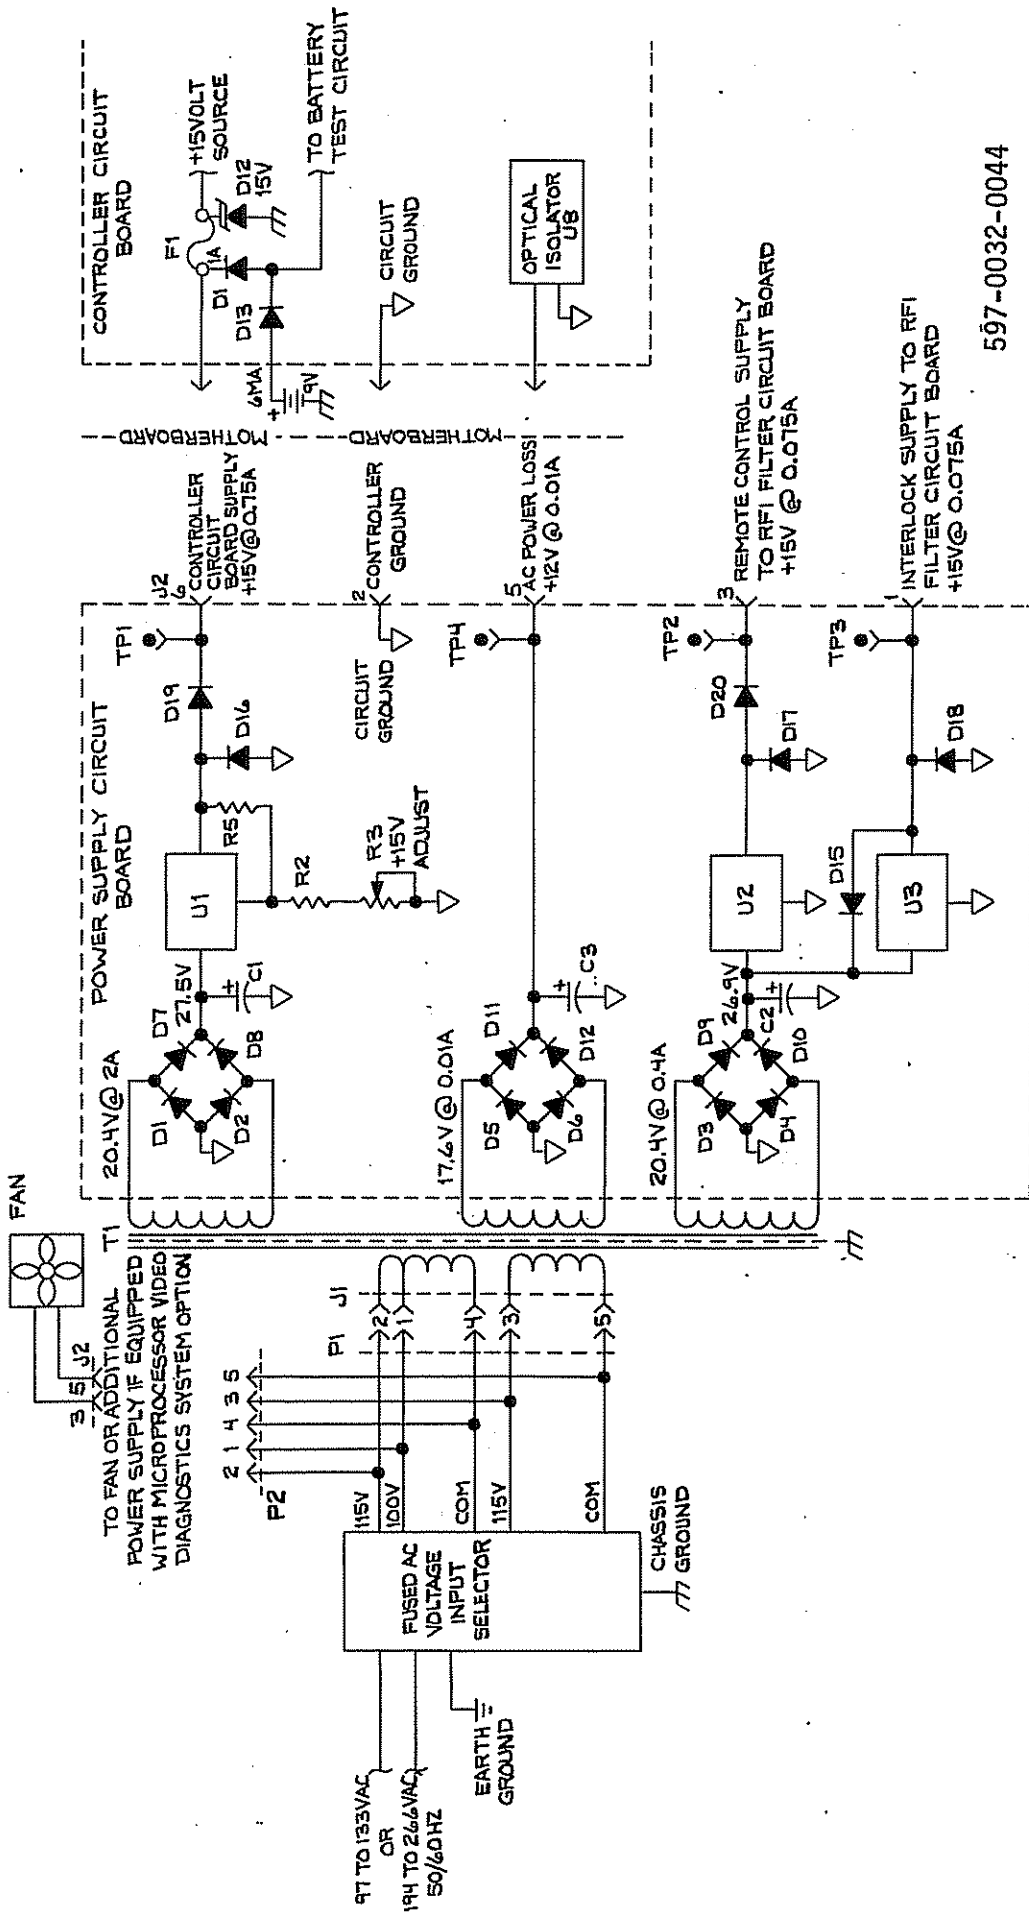 FAN
3 5 J2
TO FAN OR ADDITIONAL
POWER SUPPLY IF EQUIPPED
WITH MICROPROCESSOR VIDEO
DIAGNOSTICS SYSTEM OPTION
T1
P2
2 1 4 3 5
P1
J1
2
1
4
3
5
97 TO 133VAC
OR
194 TO 266VAC
50/60HZ
EARTH
GROUND
FUSED AC
VOLTAGE
INPUT
SELECTOR
115V
100V
COM
115V
COM
CHASSIS
GROUND
POWER SUPPLY CIRCUIT
BOARD
20.4V @ 2A
D1
D7
D2
D8
27.5V
+
C1
U1
R5
R2
R3
+15V
ADJUST
D16
D19
TP1
J2
CONTROLLER
CIRCUIT
BOARD SUPPLY
+15V@0.75A
CIRCUIT
GROUND
2
CONTROLLER
GROUND
17.6V @ 0.01A
D5
D11
D6
D12
+
C3
TP4
5
AC POWER LOSS
+12V @ 0.01A
20.4V @ 0.4A
D3
D9
D4
D10
26.9V
C2
+
U2
D15
U3
D17
D20
D18
TP2
TP3
3
REMOTE CONTROL SUPPLY
TO RFI FILTER CIRCUIT BOARD
+15V @ 0.075A
1
INTERLOCK SUPPLY TO RFI
FILTER CIRCUIT BOARD
+15V@ 0.075A
MOTHERBOARD
MOTHERBOARD
CONTROLLER CIRCUIT
BOARD
F1
1A
+15VOLT
SOURCE
D1
D12
15V
D13
6MA
+
9V
TO BATTERY
TEST CIRCUIT
CIRCUIT
GROUND
OPTICAL
ISOLATOR
U8
597-0032-0044